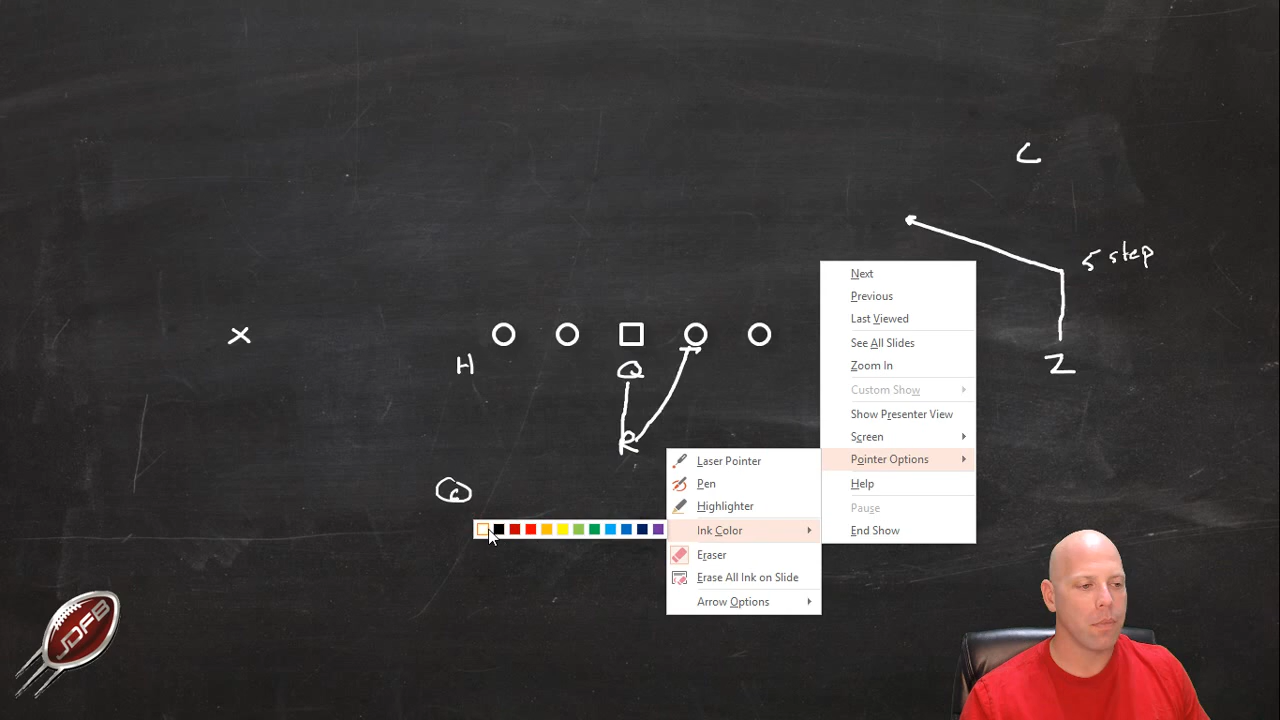 C
5 step
X
H
Q
Z
R
C
Next
Previous
Last Viewed
See All Slides
Zoom In
Custom Show
Show Presenter View
Screen
Pointer Options
Help
Pause
End Show
Laser Pointer
Pen
Highlighter
Ink Color
Eraser
Erase All Ink on Slide
Arrow Options
JDFB